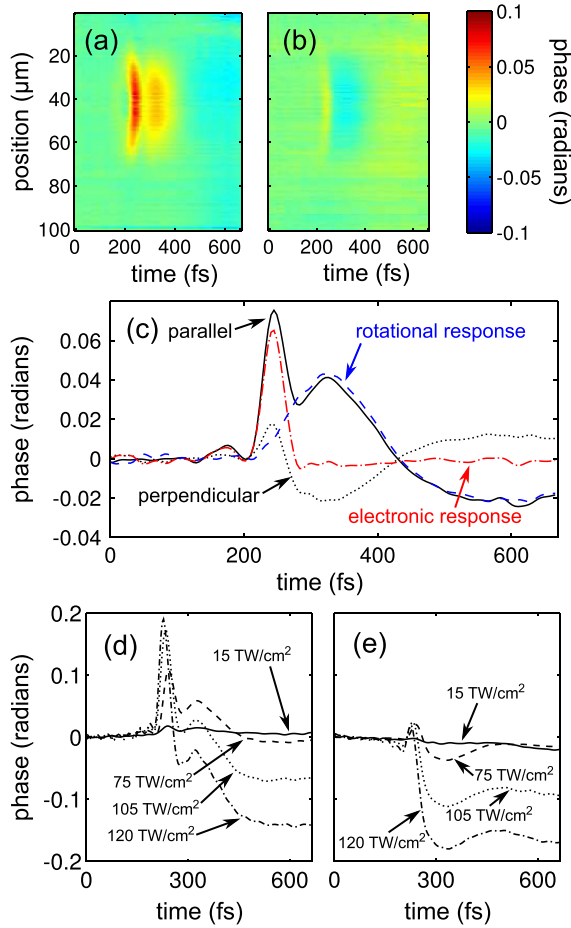 (a)
(b)
0
20
40
60
80
100
position (µm)
0 200 400 600
0 200 400 600
time (fs)
time (fs)
0.1
0.05
0
-0.05
-0.1
phase (radians)
(c)
parallel
rotational response
perpendicular
electronic response
0.06
0.04
0.02
0
-0.02
-0.04
phase (radians)
0 200 400 600
time (fs)
(d)
15 TW/cm²
75 TW/cm²
105 TW/cm²
120 TW/cm²
0.2
0.1
0
-0.1
-0.2
phase (radians)
0 300 600
time (fs)
(e)
15 TW/cm²
75 TW/cm²
105 TW/cm²
120 TW/cm²
0 300 600
time (fs)